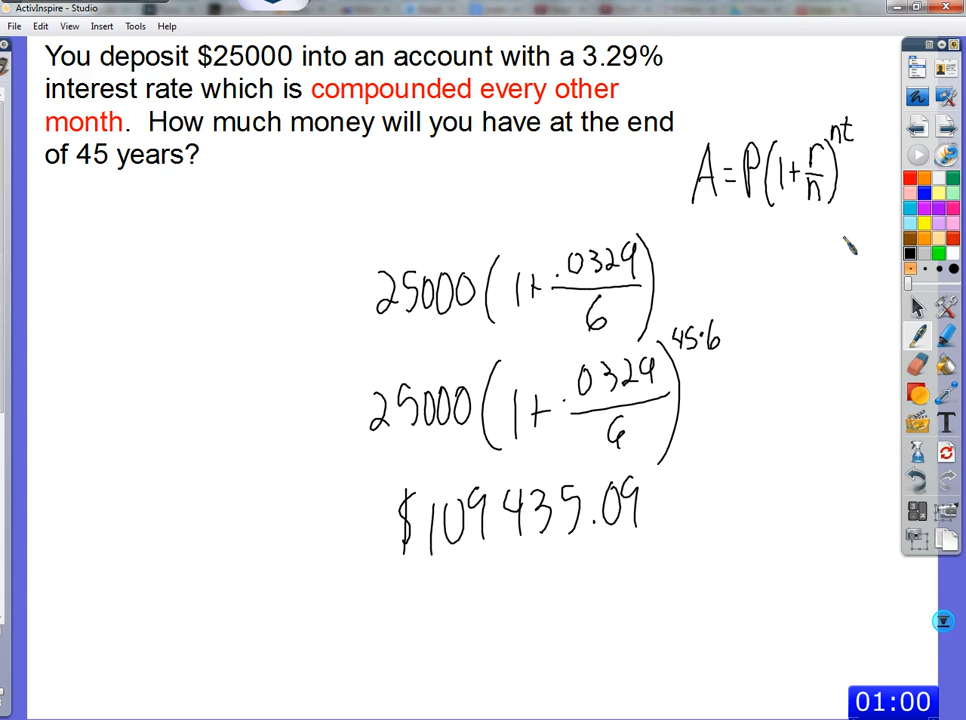 ActivInspire - Studio
File Edit View Insert Tools Help
You deposit $25000 into an account with a 3.29%
interest rate which is compounded every other
month. How much money will you have at the end
of 45 years?
A=P(1+r/n)^nt
25000(1+.0329/6)
25000(1+.0329/6)^45·6
$109435.09
T
01:00